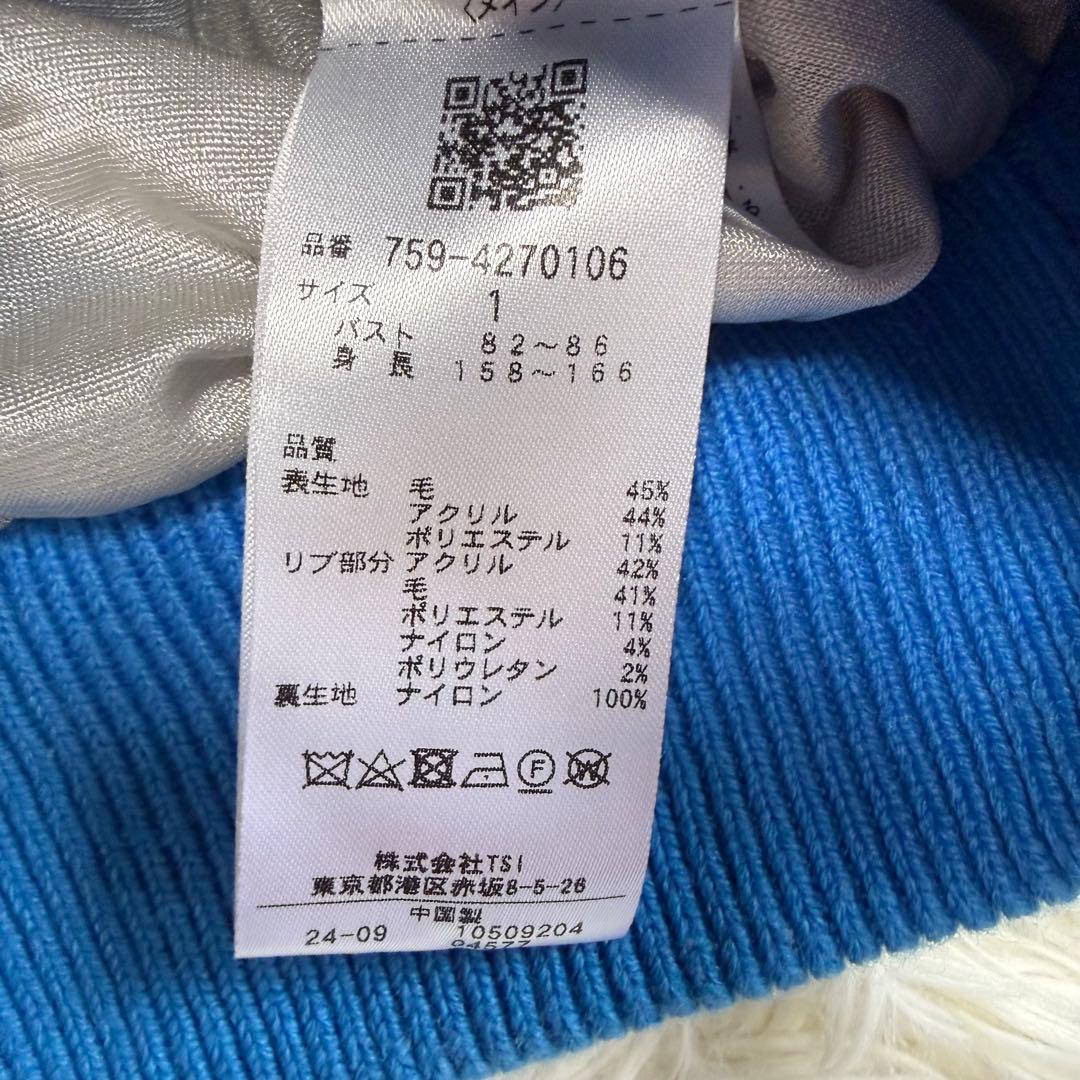 〈メイン〉
品番 759-4270106
サイズ 1
バスト 82～86
身長 158～166
品質
表生地 毛 45%
アクリル 44%
ポリエステル 11%
リブ部分 アクリル 42%
毛 41%
ポリエステル 11%
ナイロン 4%
ポリウレタン 2%
裏生地 ナイロン 100%
F W
株式会社TSI
東京都港区赤坂8-5-26
中国製
24-09 10509204
04577